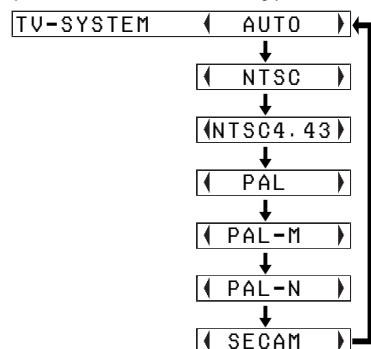 TV-SYSTEM AUTO
NTSC
NTSC4.43
PAL
PAL-M
PAL-N
SECAM